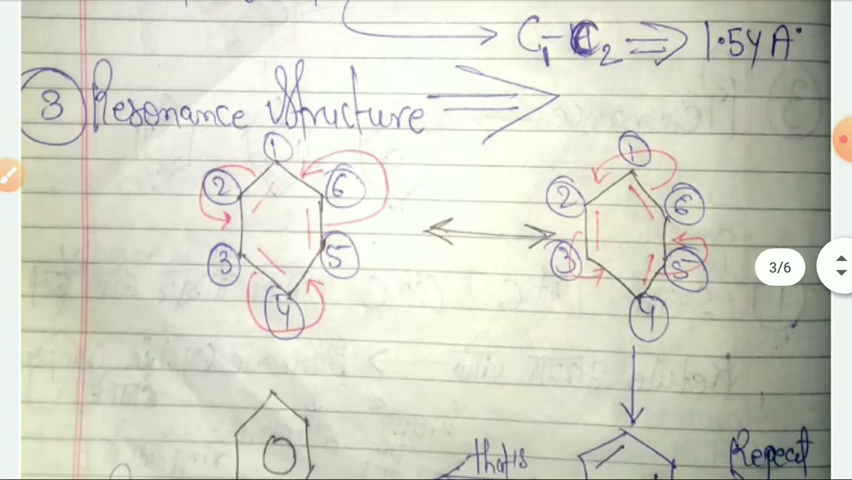 C1-C2 => 1.54 A°
3 Resonance Structure =>
1 1
2 6 2 6
3 5 3 5
4 4
3/6
that is Repeat